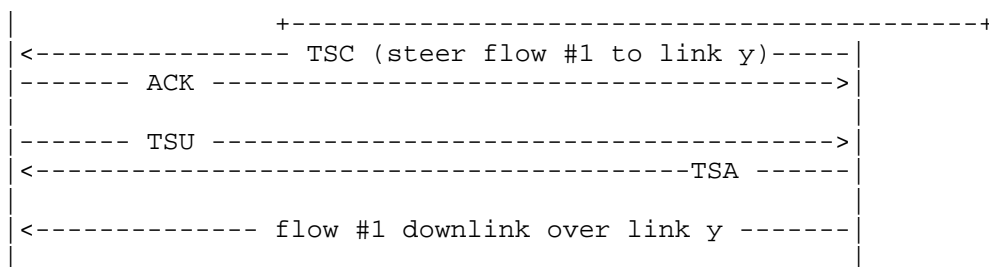 |                +-------------------------------------------+
|<---------------- TSC (steer flow #1 to link y)-----|
|------- ACK --------------------------------------->|
|                                                    |
|------- TSU --------------------------------------->|
|<-----------------------------------------TSA ------|
|                                                    |
|<-------------- flow #1 downlink over link y -------|
|                                                    |